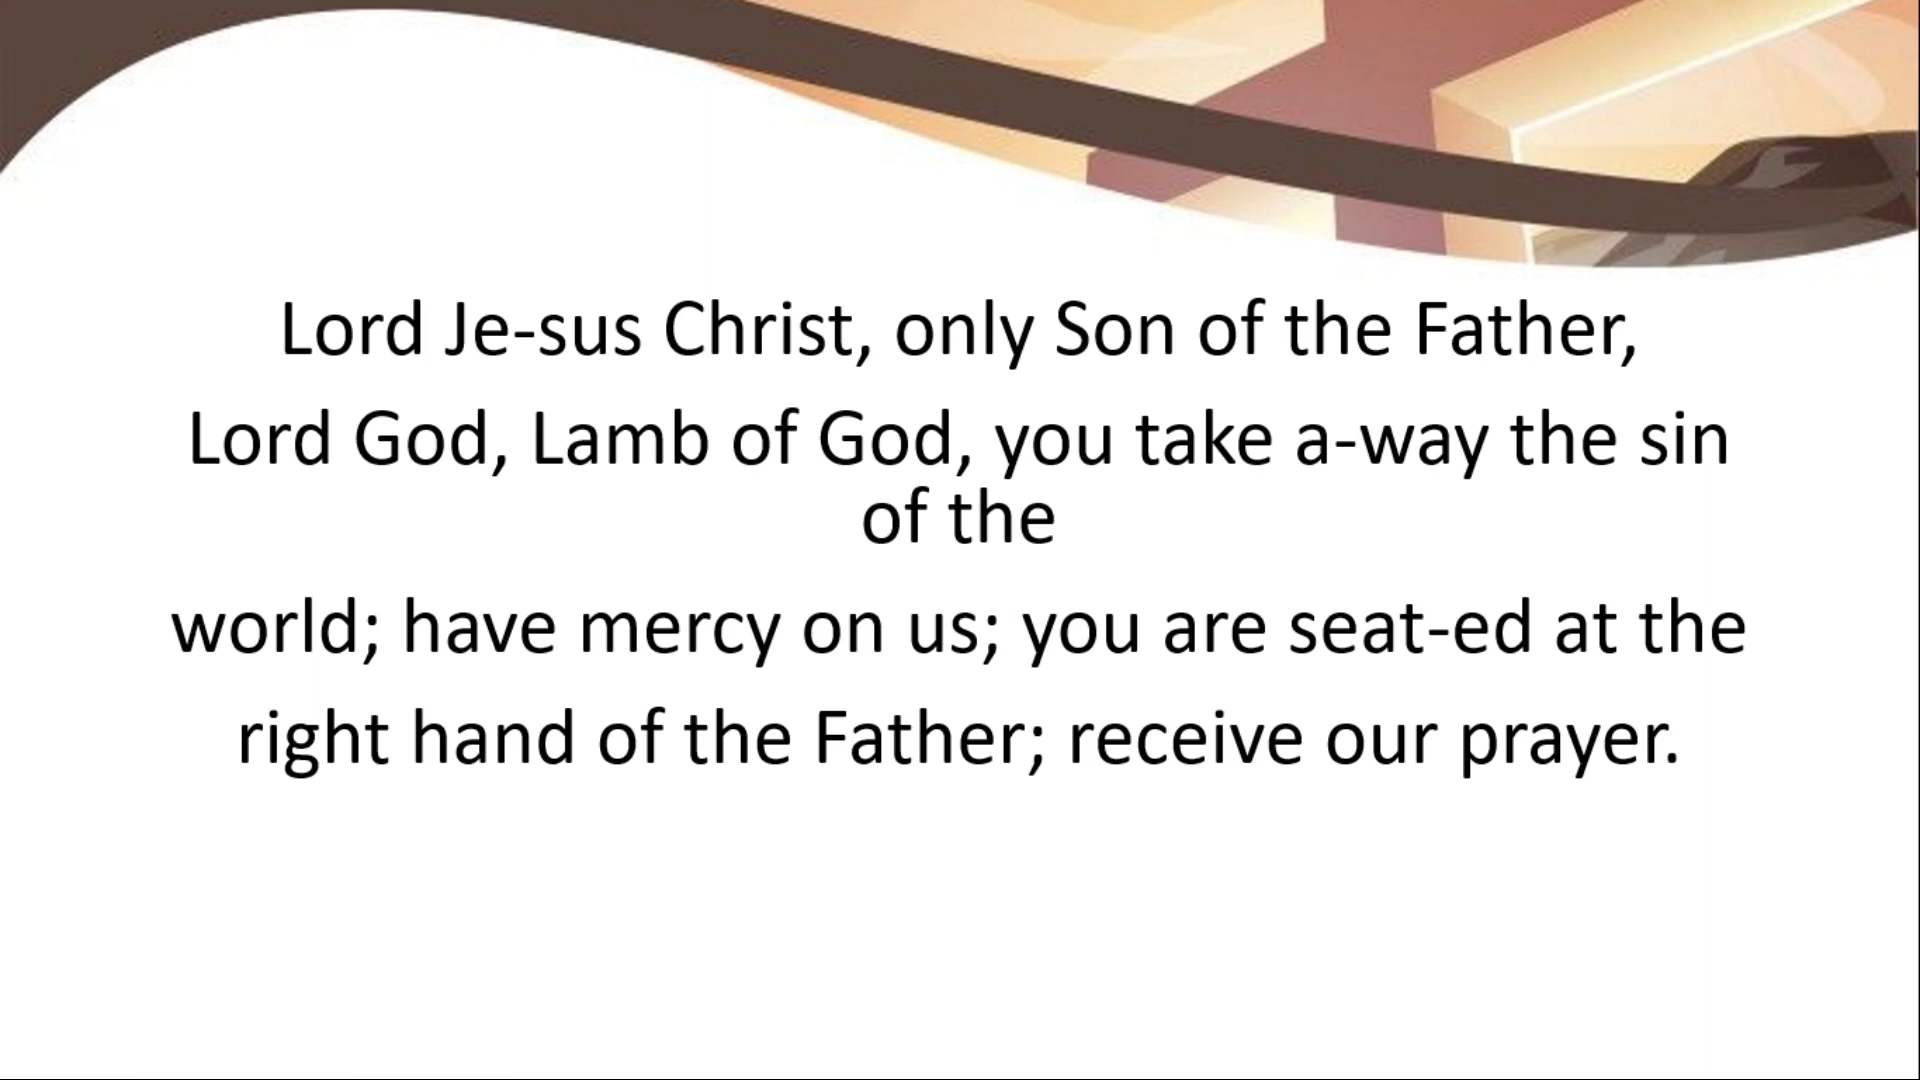 Lord Je-sus Christ, only Son of the Father,
Lord God, Lamb of God, you take a-way the sin
of the
world; have mercy on us; you are seat-ed at the
right hand of the Father; receive our prayer.